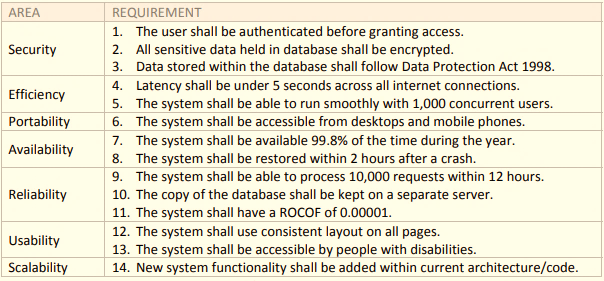 AREA REQUIREMENT
Security
1. The user shall be authenticated before granting access.
2. All sensitive data held in database shall be encrypted.
3. Data stored within the database shall follow Data Protection Act 1998.
Efficiency
4. Latency shall be under 5 seconds across all internet connections.
5. The system shall be able to run smoothly with 1,000 concurrent users.
Portability
6. The system shall be accessible from desktops and mobile phones.
Availability
7. The system shall be available 99.8% of the time during the year.
8. The system shall be restored within 2 hours after a crash.
Reliability
9. The system shall be able to process 10,000 requests within 12 hours.
10. The copy of the database shall be kept on a separate server.
11. The system shall have a ROCOF of 0.00001.
Usability
12. The system shall use consistent layout on all pages.
13. The system shall be accessible by people with disabilities.
Scalability
14. New system functionality shall be added within current architecture/code.